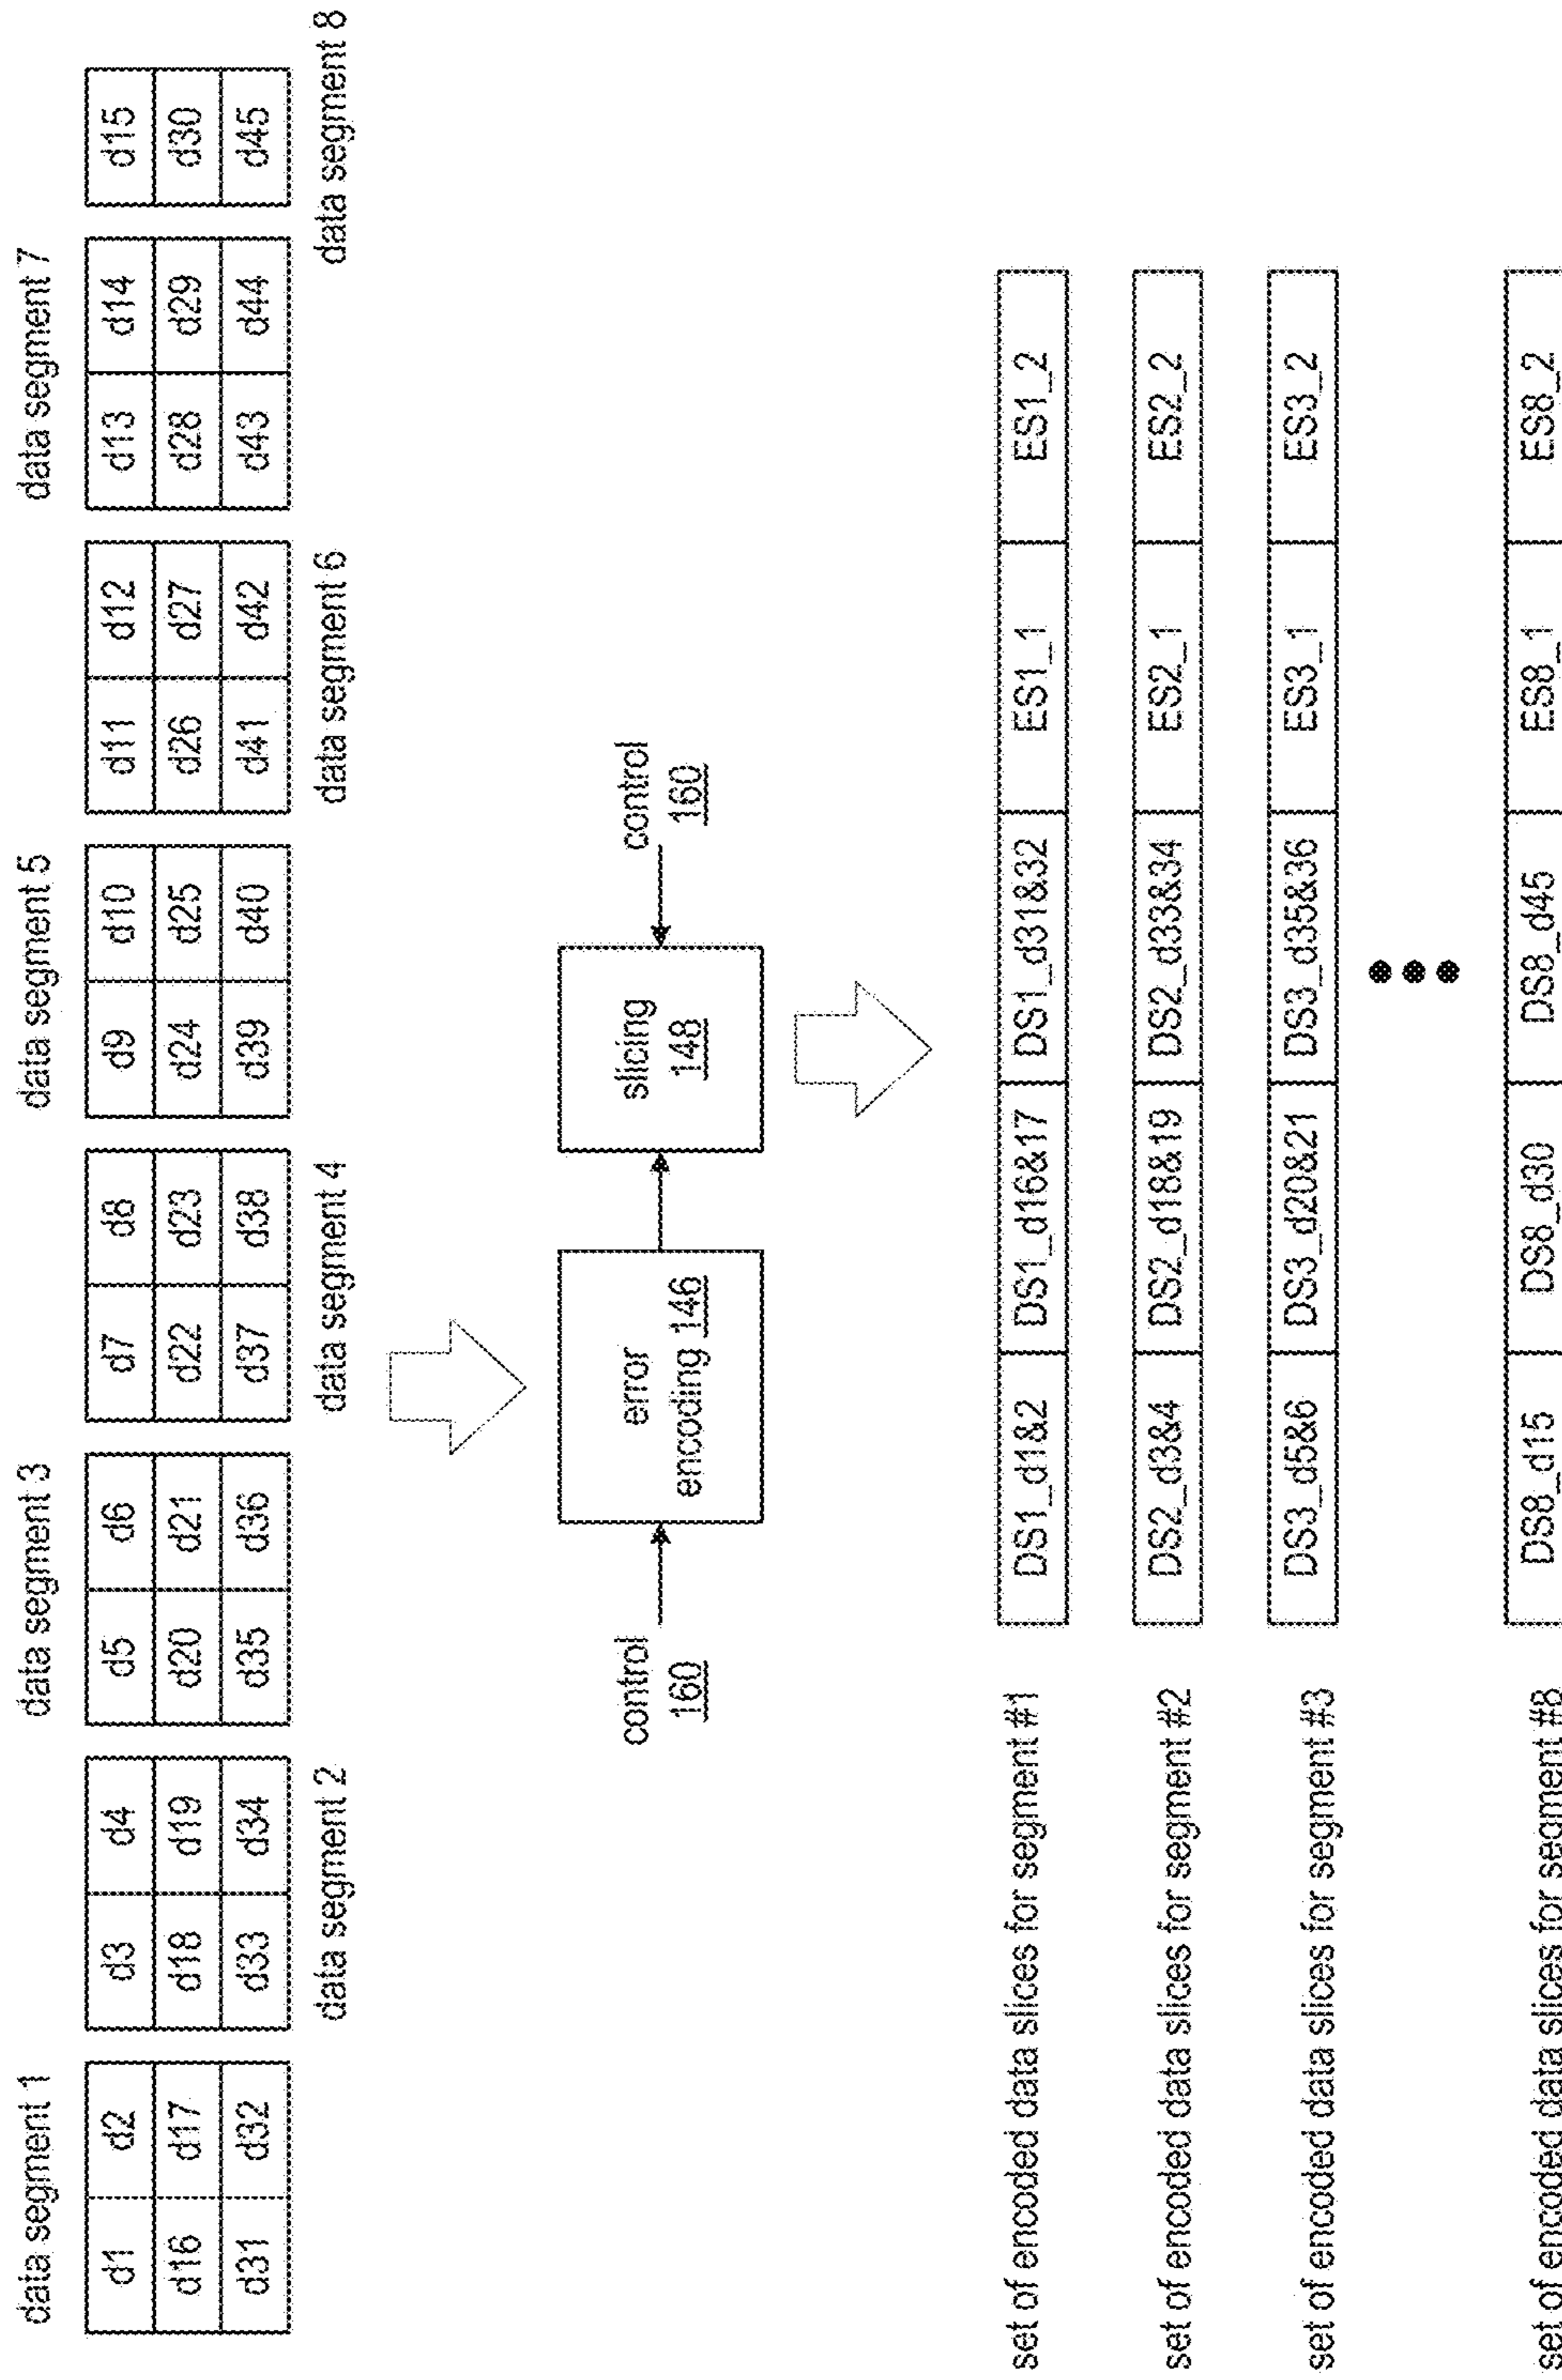 data segment 1
data segment 3
data segment 5
data segment 7
d1 d2 d3 d4 d5 d6 d7 d8 d9 d10 d11 d12 d13 d14 d15
d16 d17 d18 d19 d20 d21 d22 d23 d24 d25 d26 d27 d28 d29 d30
d31 d32 d33 d34 d35 d36 d37 d38 d39 d40 d41 d42 d43 d44 d45
data segment 2
data segment 4
data segment 6
data segment 8
control
160
error
encoding 146
slicing
148
control
160
set of encoded data slices for segment #1 DS1_d1&2 DS1_d16&17 DS1_d31&32 ES1_1 ES1_2
set of encoded data slices for segment #2 DS2_d3&4 DS2_d18&19 DS2_d33&34 ES2_1 ES2_2
set of encoded data slices for segment #3 DS3_d5&6 DS3_d20&21 DS3_d35&36 ES3_1 ES3_2
set of encoded data slices for segment #8 DS8_d15 DS8_d30 DS8_d45 ES8_1 ES8_2